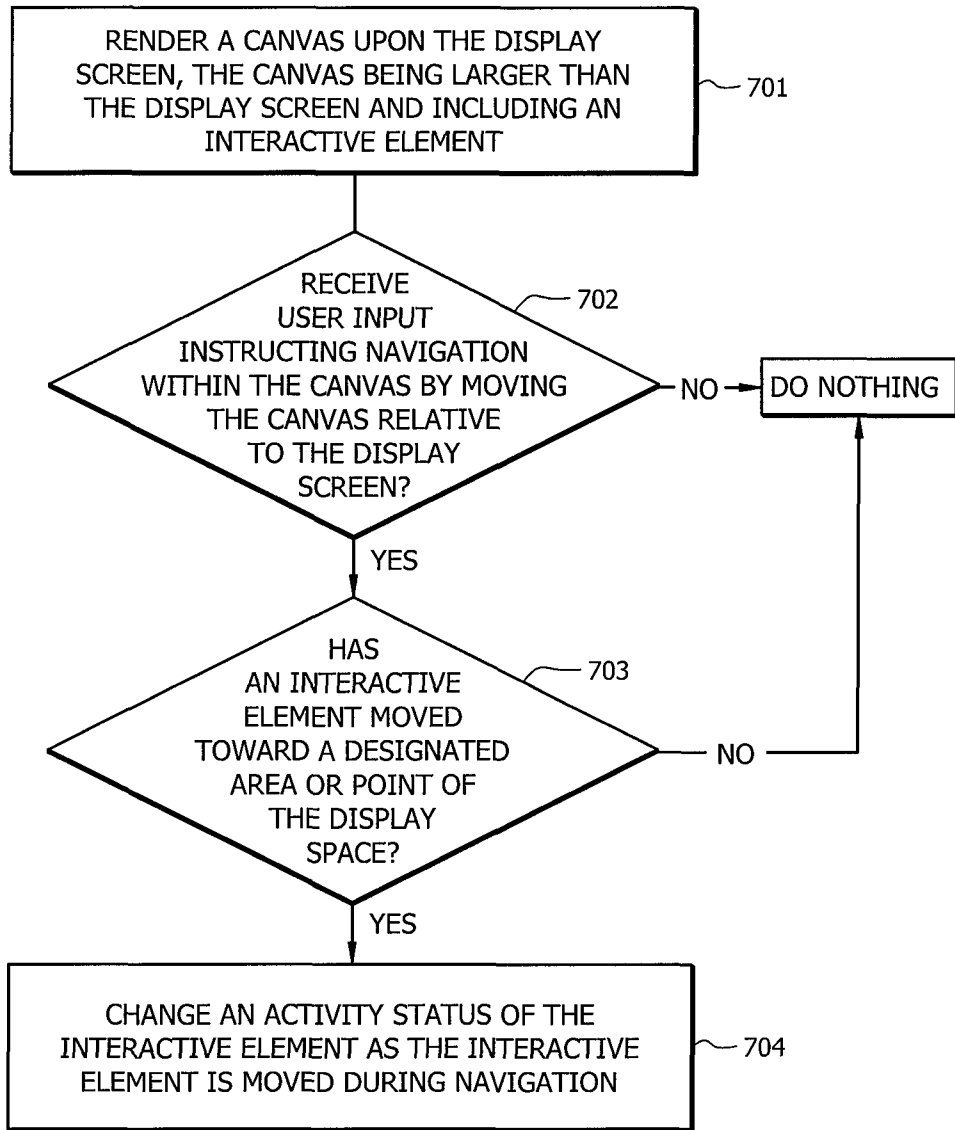 RENDER A CANVAS UPON THE DISPLAY
SCREEN, THE CANVAS BEING LARGER THAN
THE DISPLAY SCREEN AND INCLUDING AN
INTERACTIVE ELEMENT
701
RECEIVE
USER INPUT
INSTRUCTING NAVIGATION
WITHIN THE CANVAS BY MOVING
THE CANVAS RELATIVE
TO THE DISPLAY
SCREEN?
702
NO
DO NOTHING
YES
HAS
AN INTERACTIVE
ELEMENT MOVED
TOWARD A DESIGNATED
AREA OR POINT OF
THE DISPLAY
SPACE?
703
NO
YES
CHANGE AN ACTIVITY STATUS OF THE
INTERACTIVE ELEMENT AS THE INTERACTIVE
ELEMENT IS MOVED DURING NAVIGATION
704